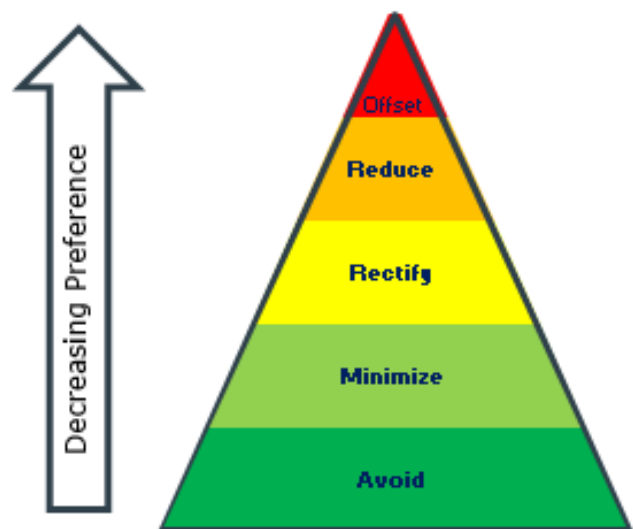 Decreasing Preference
Offset
Reduce
Rectify
Minimize
Avoid